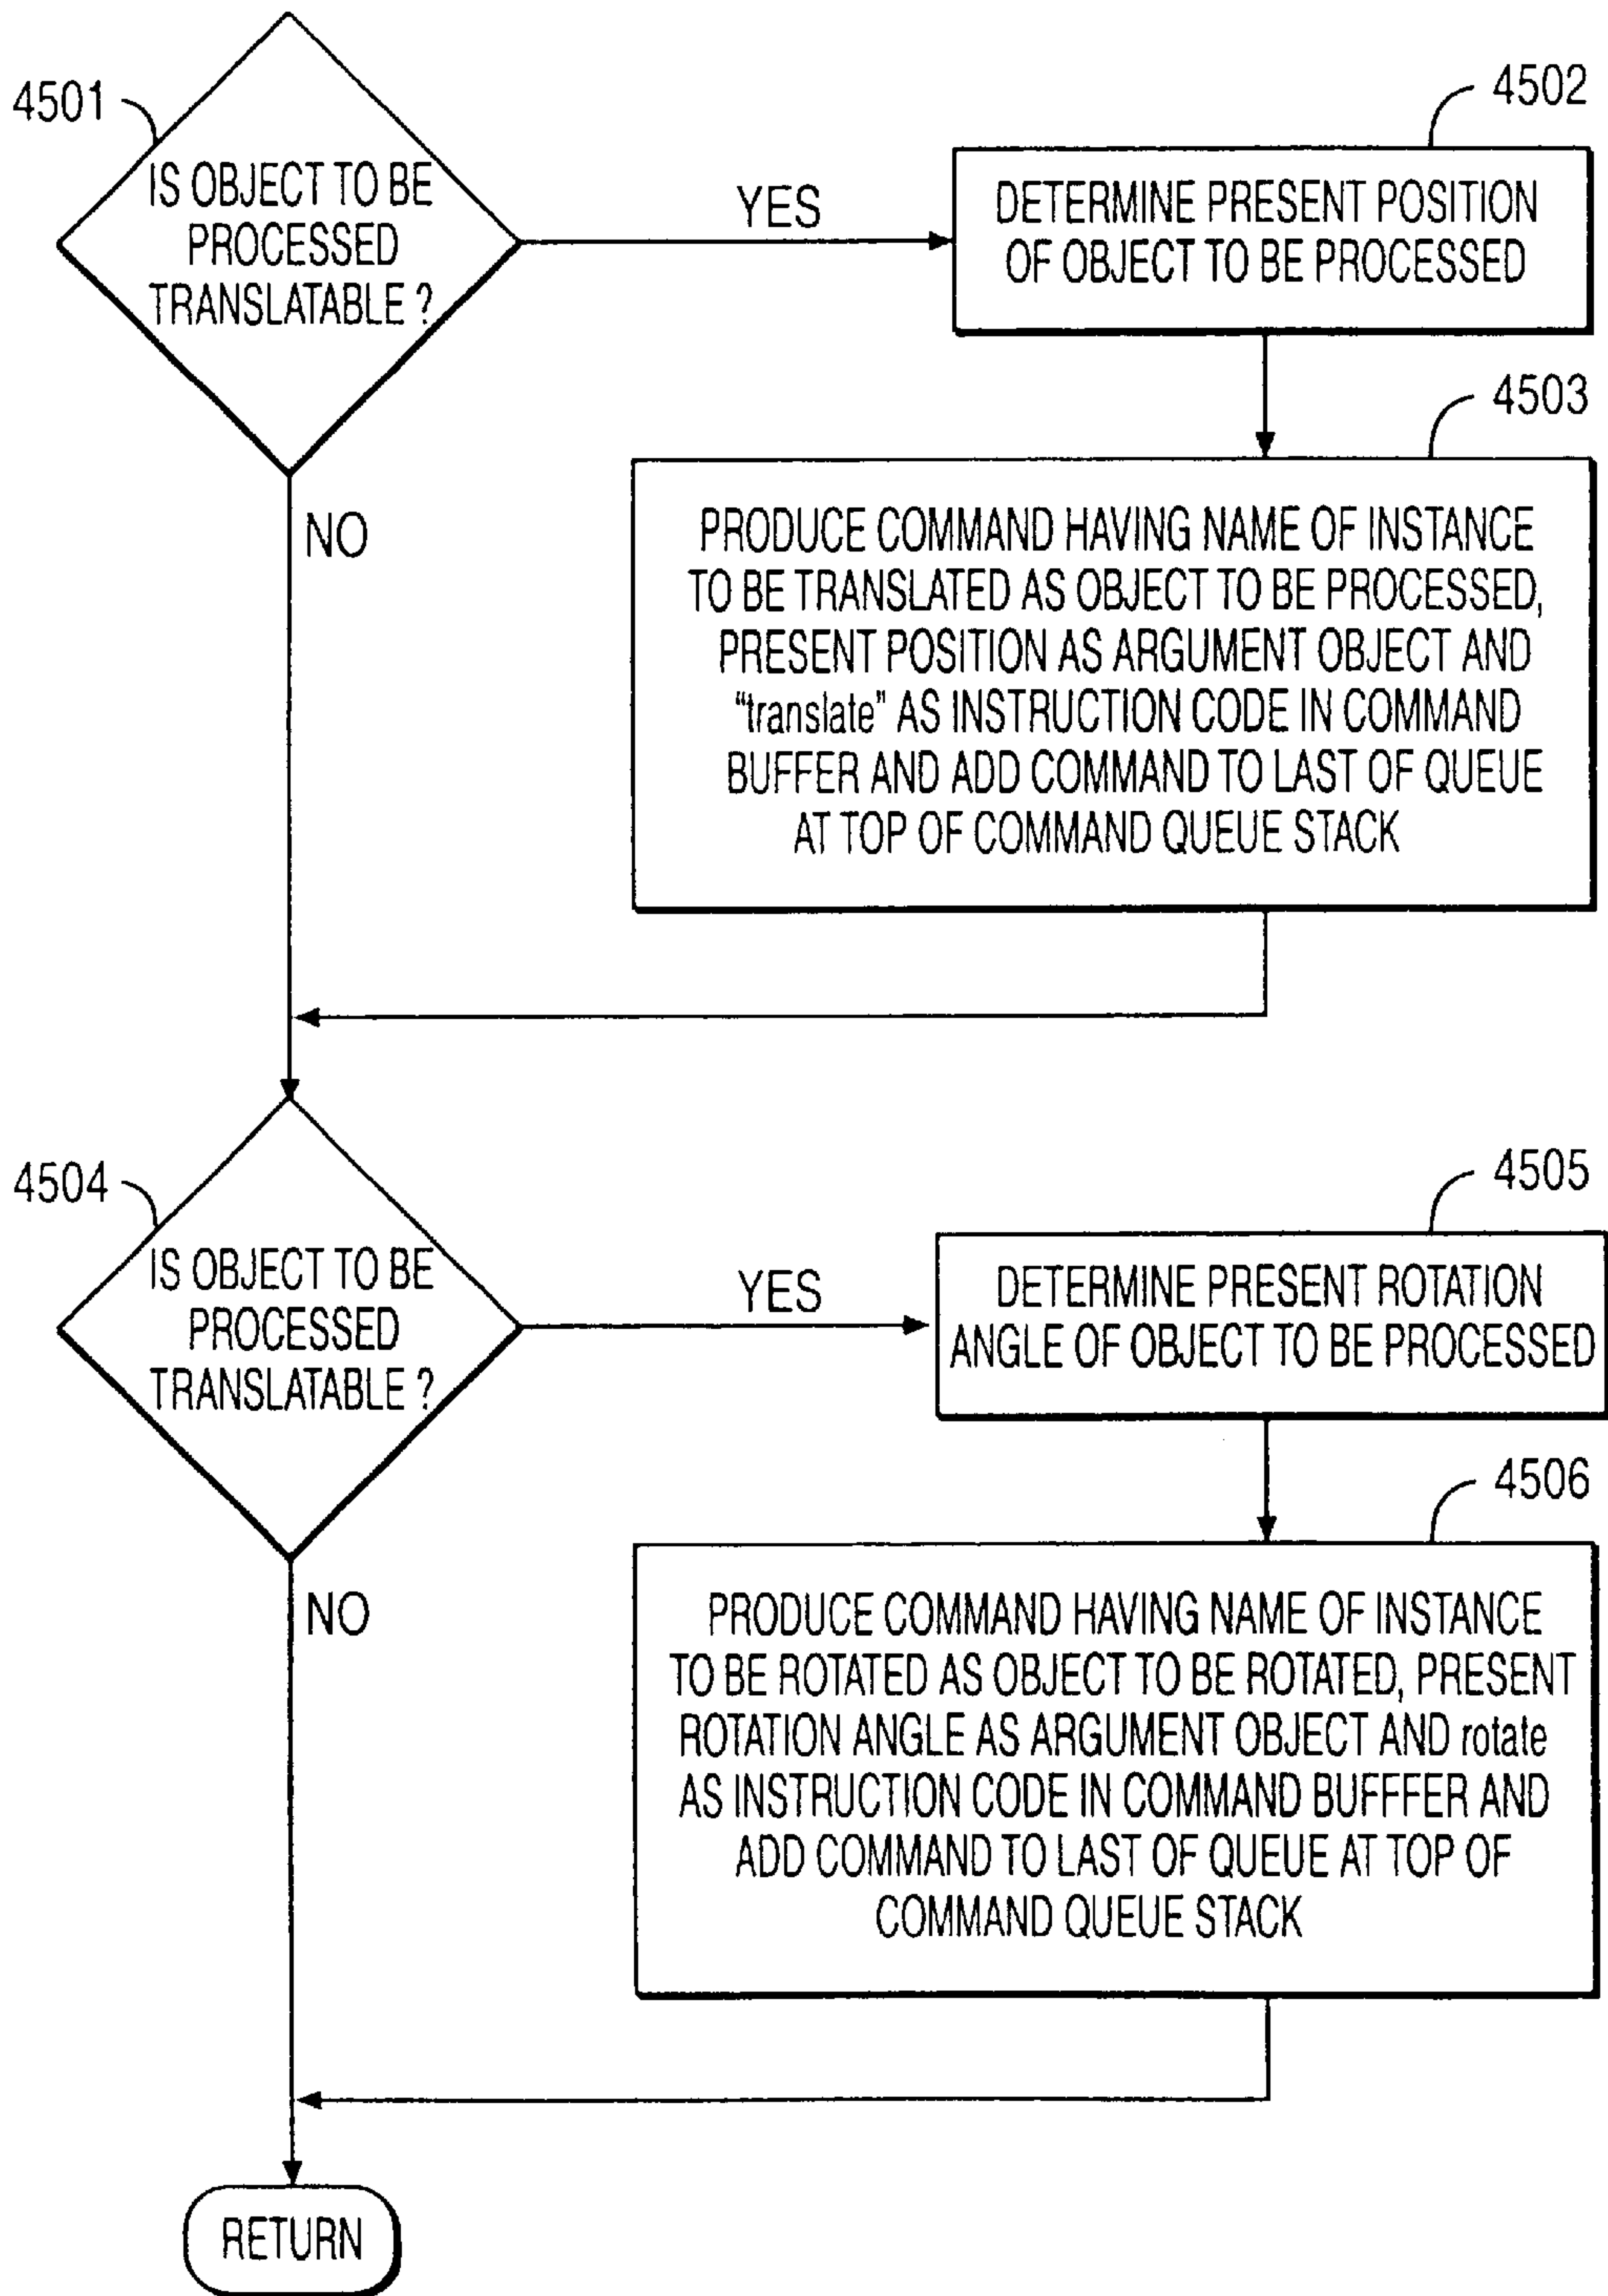 4501
IS OBJECT TO BE
PROCESSED
TRANSLATABLE ?
YES
4502
DETERMINE PRESENT POSITION
OF OBJECT TO BE PROCESSED
NO
4503
PRODUCE COMMAND HAVING NAME OF INSTANCE
TO BE TRANSLATED AS OBJECT TO BE PROCESSED,
PRESENT POSITION AS ARGUMENT OBJECT AND
“translate” AS INSTRUCTION CODE IN COMMAND
BUFFER AND ADD COMMAND TO LAST OF QUEUE
AT TOP OF COMMAND QUEUE STACK
4504
IS OBJECT TO BE
PROCESSED
TRANSLATABLE ?
YES
4505
DETERMINE PRESENT ROTATION
ANGLE OF OBJECT TO BE PROCESSED
NO
4506
PRODUCE COMMAND HAVING NAME OF INSTANCE
TO BE ROTATED AS OBJECT TO BE ROTATED, PRESENT
ROTATION ANGLE AS ARGUMENT OBJECT AND rotate
AS INSTRUCTION CODE IN COMMAND BUFFFER AND
ADD COMMAND TO LAST OF QUEUE AT TOP OF
COMMAND QUEUE STACK
RETURN